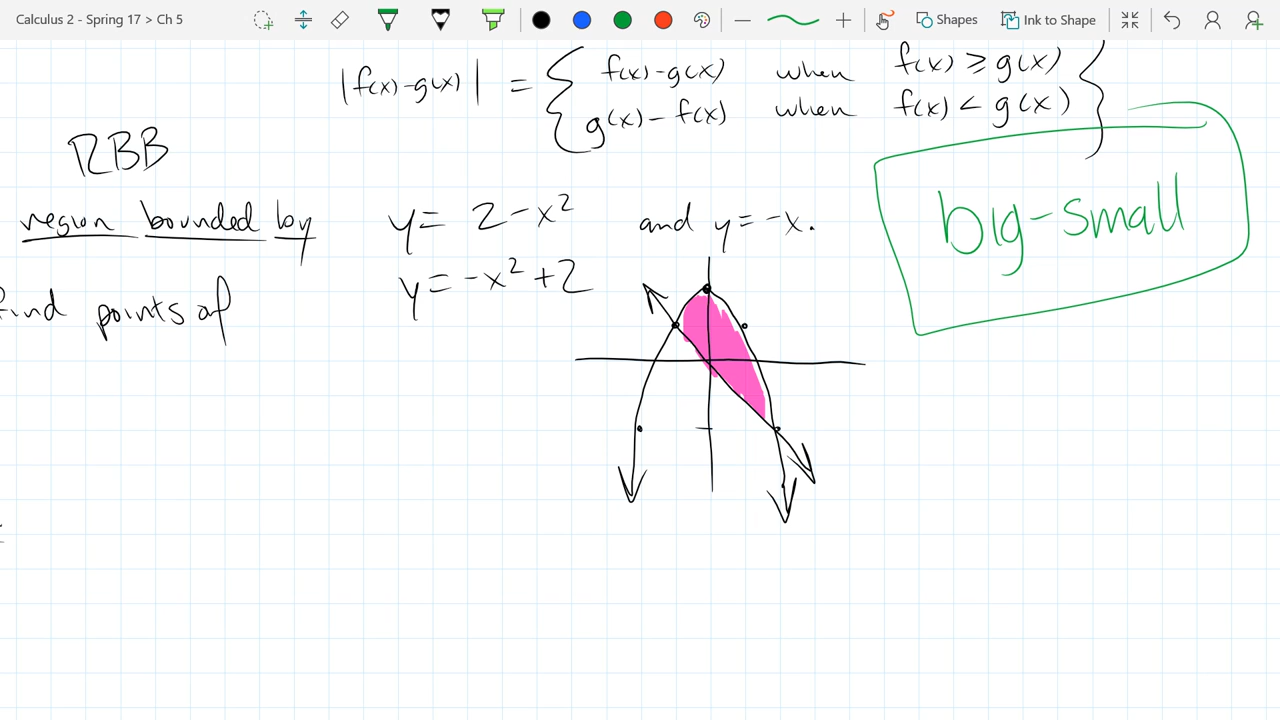 Calculus 2 - Spring 17 > Ch 5
Shapes
Ink to Shape
|f(x)-g(x)| = { f(x)-g(x) when f(x) ≥ g(x)
g(x)-f(x) when f(x) < g(x) }
RBB
big-small
region bounded by y = 2-x² and y = -x.
y = -x²+2
find points of